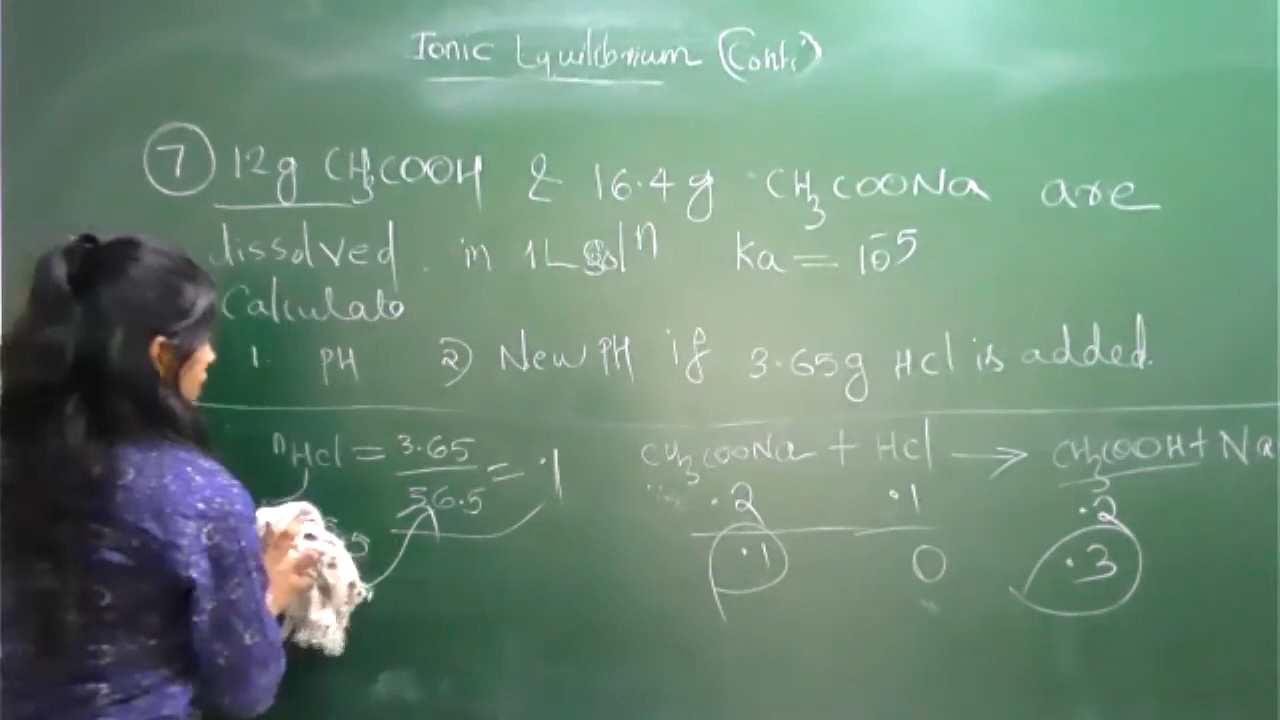 Ionic Equilibrium (Cont:)
7 12g CH3COOH & 16.4g CH3COONa are
dissolved in 1L soln ka = 10-5
Calculate
1. PH 2) New PH if 3.65g HCl is added.
nHCl = 3.65 / 36.5 = .1
CH3COONa + HCl → CH3COOH + Na
.2 .1 .2
.1 0 .3
5